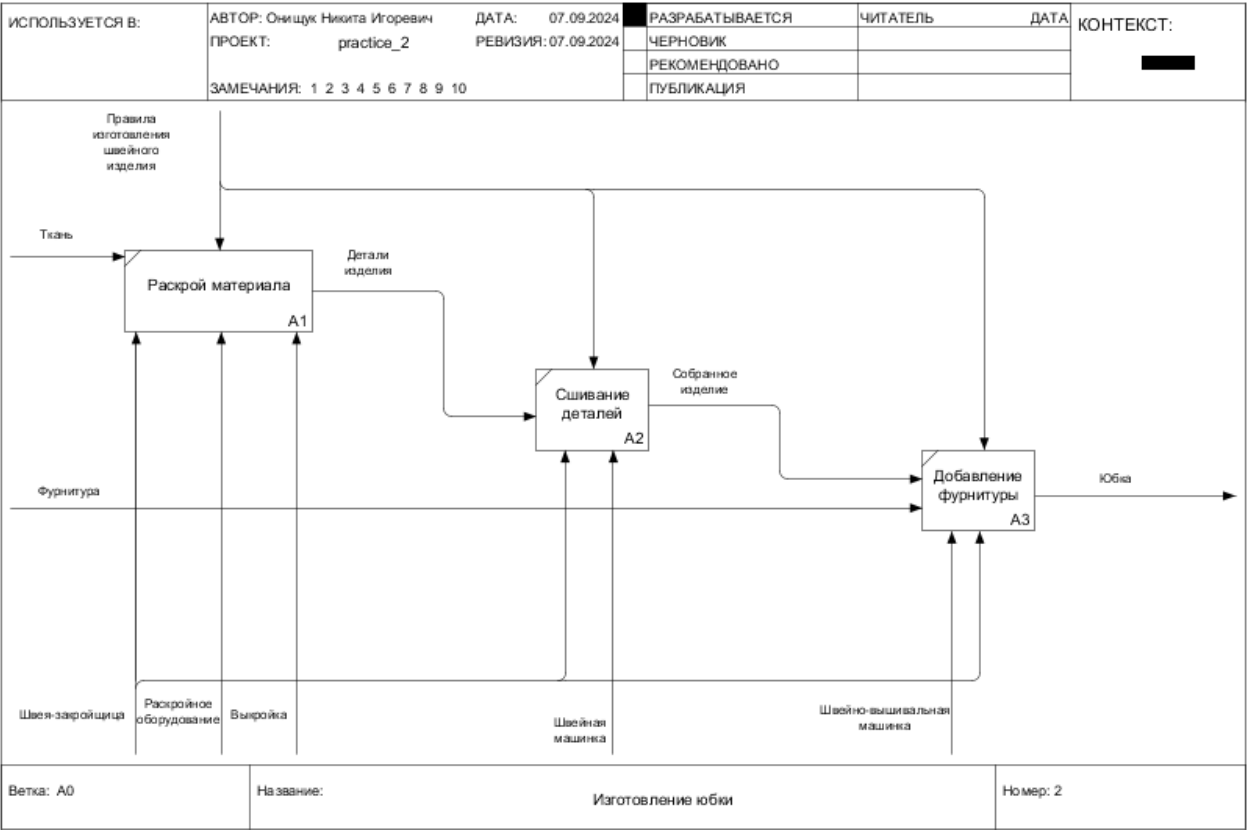 ИСПОЛЬЗУЕТСЯ В:
АВТОР: Онищук Никита Игоревич
ДАТА: 07.09.2024
ПРОЕКТ: practice_2
РЕВИЗИЯ: 07.09.2024
ЗАМЕЧАНИЯ: 1 2 3 4 5 6 7 8 9 10
РАЗРАБАТЫВАЕТСЯ
ЧЕРНОВИК
РЕКОМЕНДОВАНО
ПУБЛИКАЦИЯ
ЧИТАТЕЛЬ
ДАТА
КОНТЕКСТ:
Правила
изготовления
швейного
изделия
Ткань
Раскрой материала
A1
Детали
изделия
Сшивание
деталей
A2
Собранное
изделие
Фурнитура
Добавление
фурнитуры
A3
Юбка
Швея-закройщица
Раскройное
оборудование
Выкройка
Швейная
машинка
Швейно-вышивальная
машинка
Ветка: A0
Название:
Изготовление юбки
Номер: 2